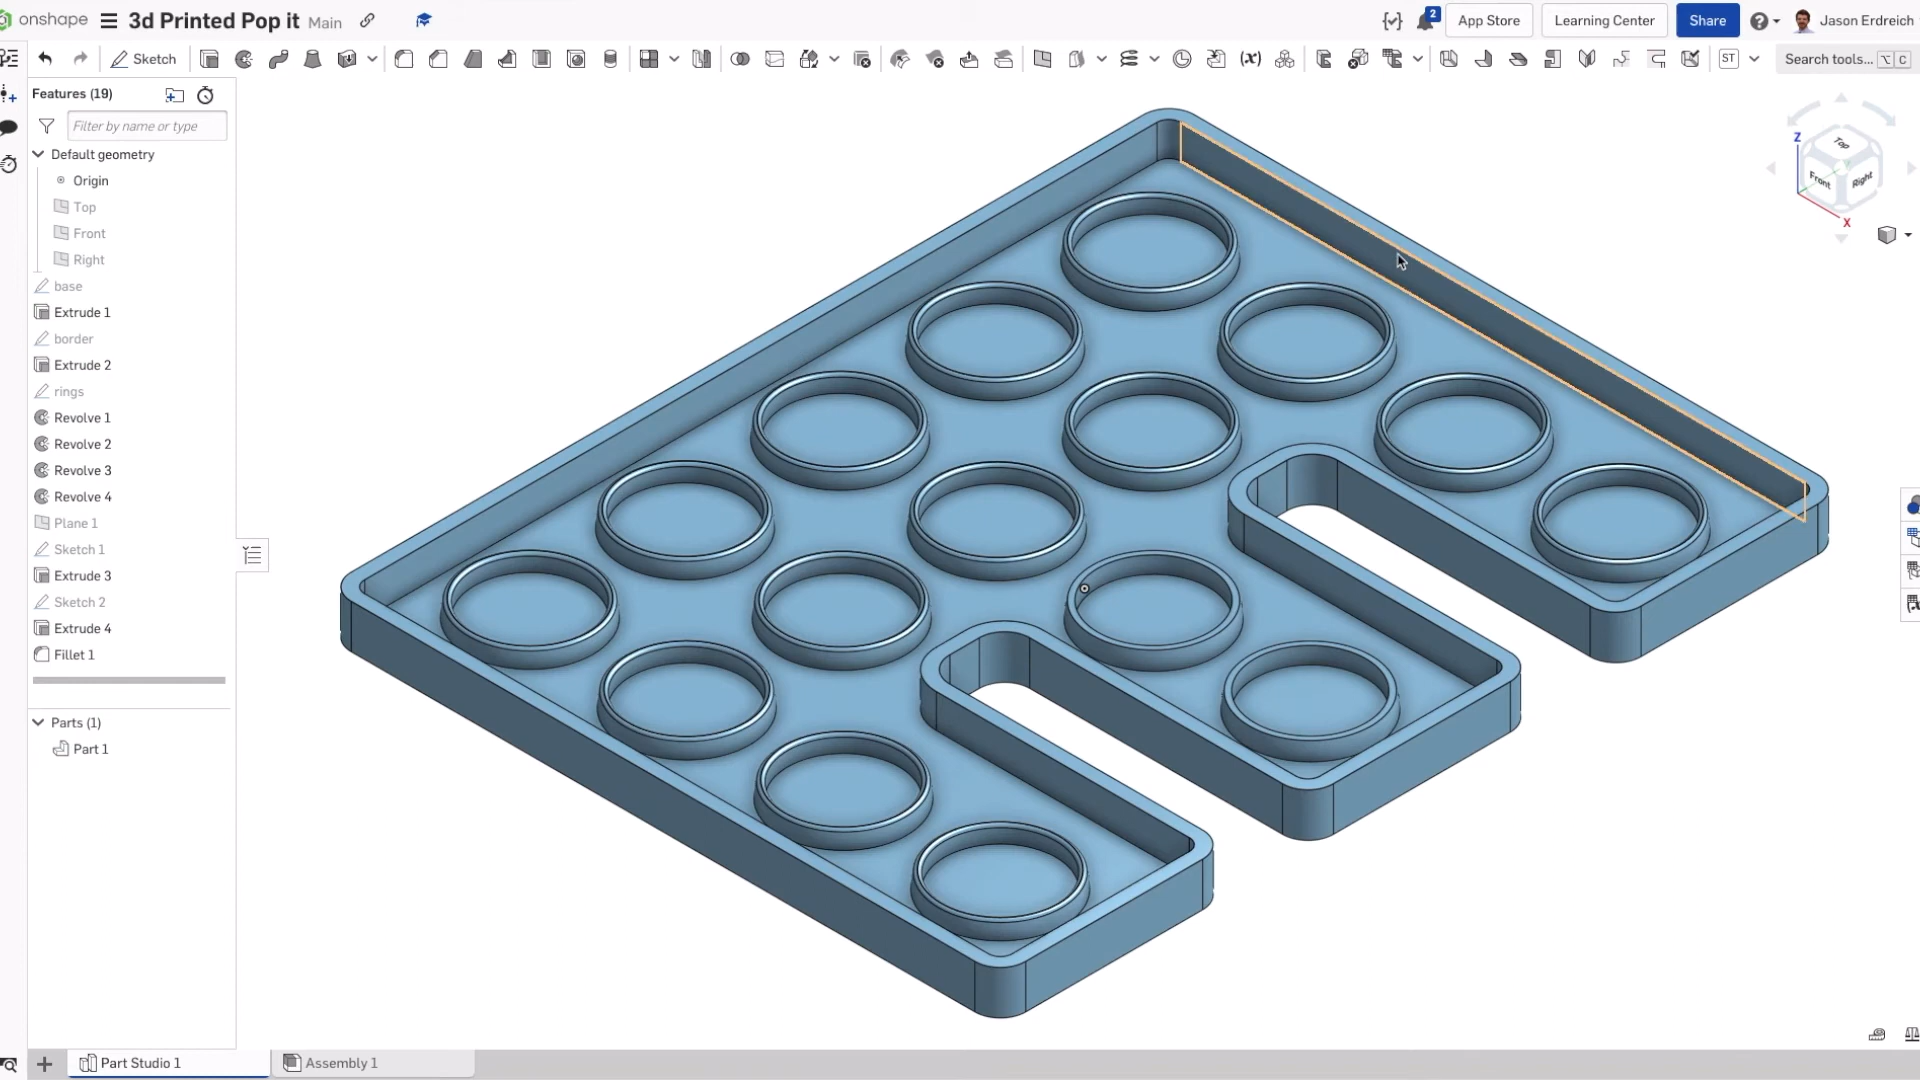 onshape 3d Printed Pop it Main
2 App Store Learning Center Share Jason Erdreich
Sketch ST Search tools... ⌥ C
Features (19)
Filter by name or type
Default geometry
Origin
Top
Front
Right
base
Extrude 1
border
Extrude 2
rings
Revolve 1
Revolve 2
Revolve 3
Revolve 4
Plane 1
Sketch 1
Extrude 3
Sketch 2
Extrude 4
Fillet 1
Parts (1)
Part 1
Z
Top
Front Right
X
Part Studio 1 Assembly 1